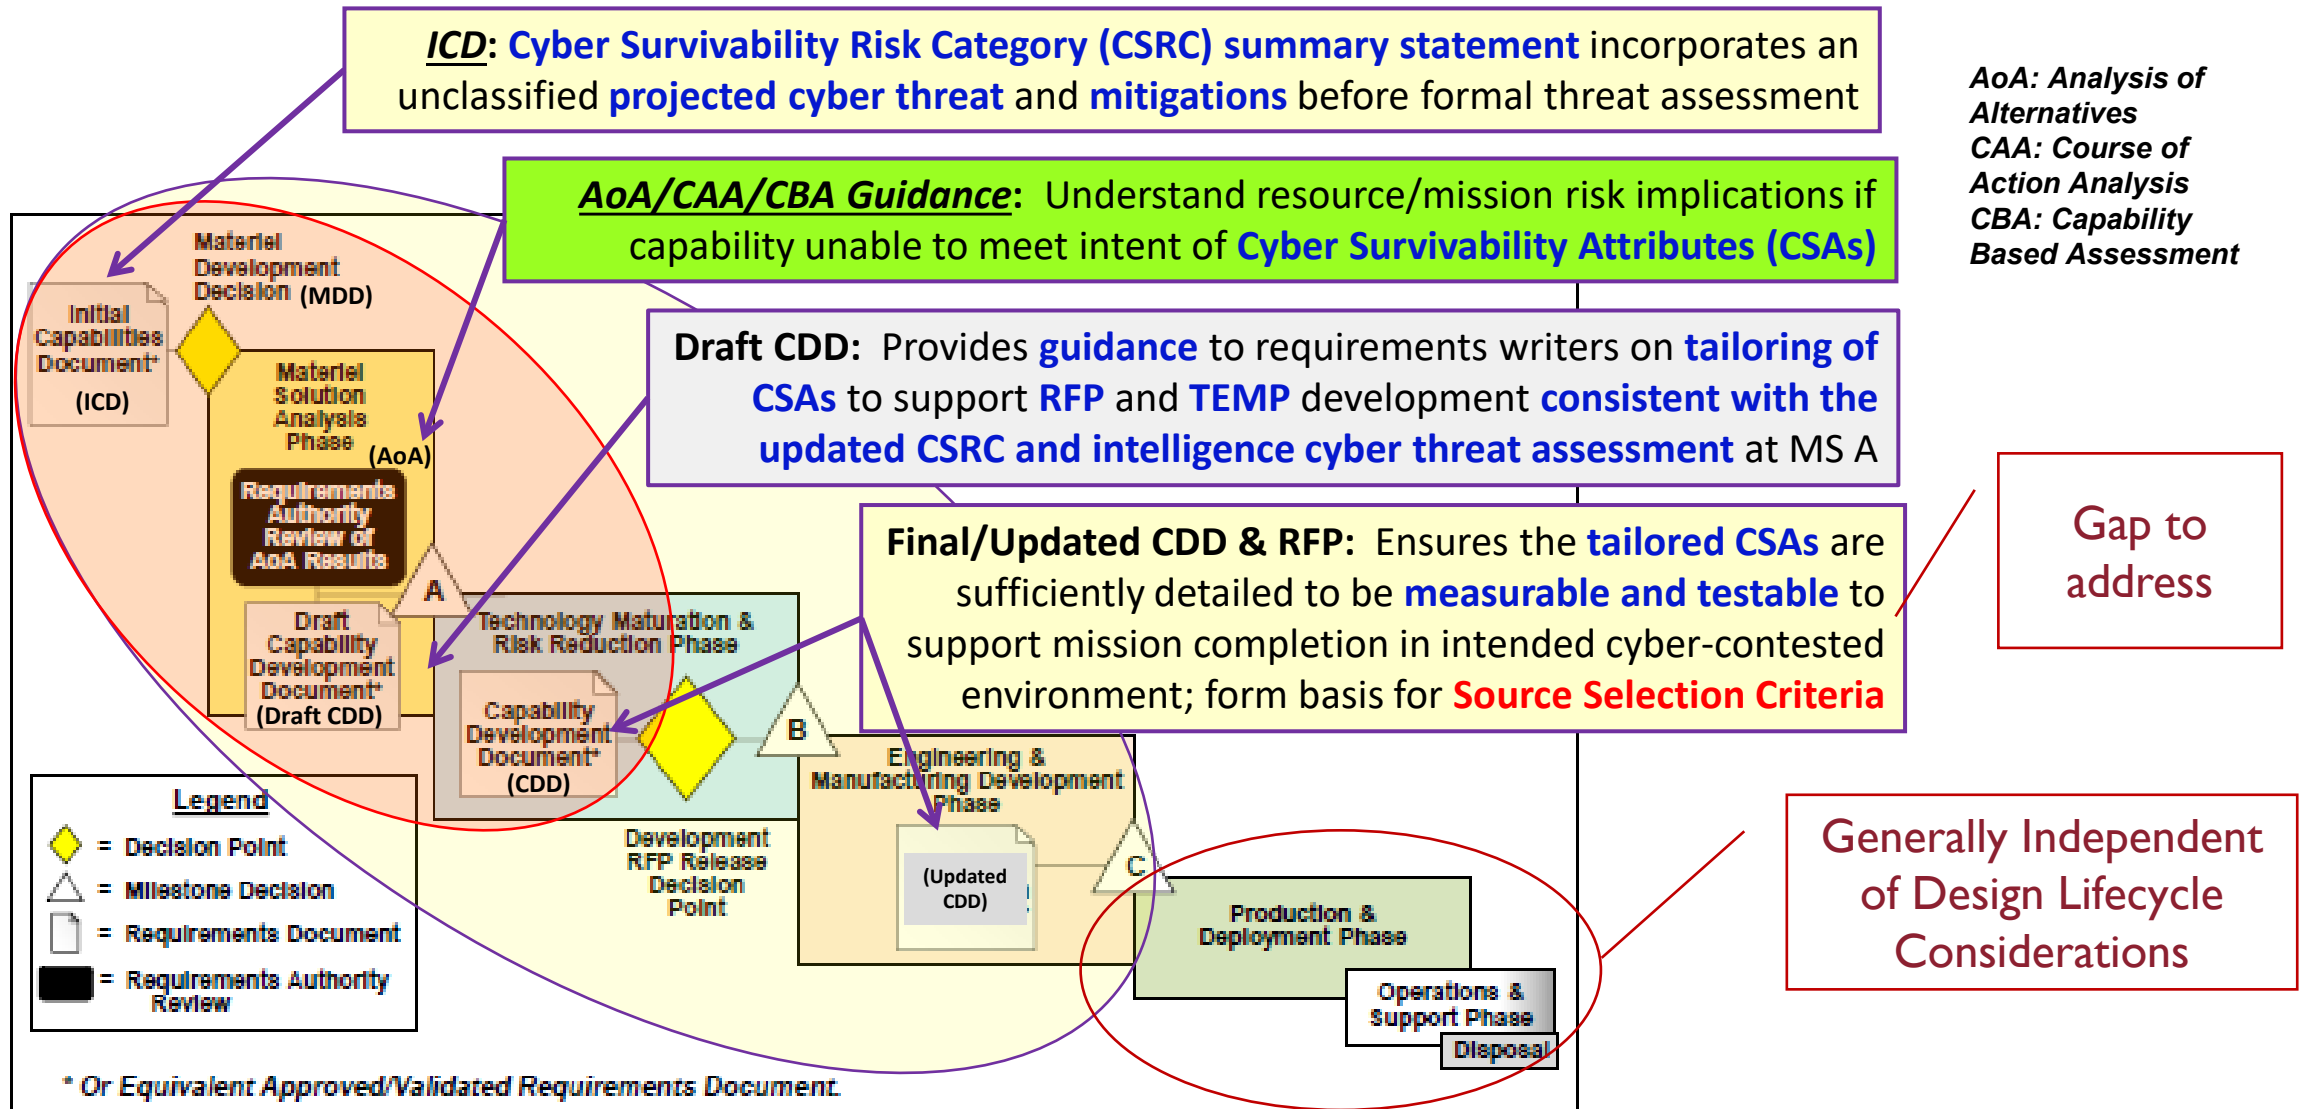 ICD: Cyber Survivability Risk Category (CSRC) summary statement incorporates an
unclassified projected cyber threat and mitigations before formal threat assessment
AoA: Analysis of
Alternatives
CAA: Course of
Action Analysis
CBA: Capability
Based Assessment
AoA/CAA/CBA Guidance: Understand resource/mission risk implications if
capability unable to meet intent of Cyber Survivability Attributes (CSAs)
Draft CDD: Provides guidance to requirements writers on tailoring of
CSAs to support RFP and TEMP development consistent with the
updated CSRC and intelligence cyber threat assessment at MS A
Final/Updated CDD & RFP: Ensures the tailored CSAs are
sufficiently detailed to be measurable and testable to
support mission completion in intended cyber-contested
environment; form basis for Source Selection Criteria
Gap to
address
Generally Independent
of Design Lifecycle
Considerations
Materiel
Development
Decision (MDD)
Initial
Capabilities
Document*
(ICD)
Materiel
Solution
Analysis
Phase
(AoA)
Requirements
Authority
Review of
AoA Results
A
Draft
Capability
Development
Document*
(Draft CDD)
Technology Maturation &
Risk Reduction Phase
Capability
Development
Document*
(CDD)
B
Development
RFP Release
Decision
Point
Engineering &
Manufacturing Development
Phase
(Updated
CDD)
C
Production &
Deployment Phase
Operations &
Support Phase
Disposal
Legend
= Decision Point
= Milestone Decision
= Requirements Document
= Requirements Authority
Review
* Or Equivalent Approved/Validated Requirements Document.